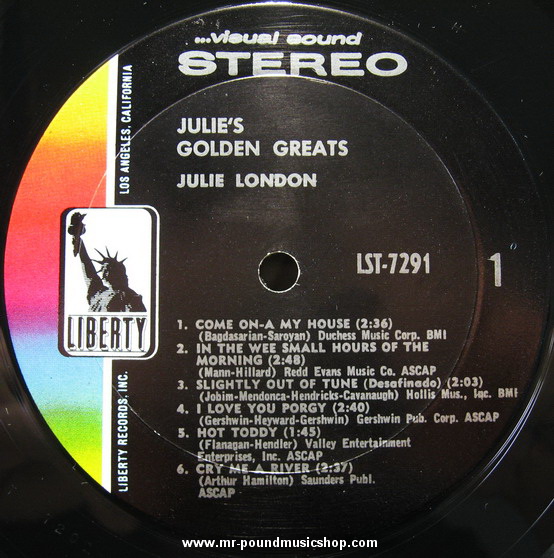 ...visual sound
STEREO
JULIE'S
GOLDEN GREATS
JULIE LONDON
LOS ANGELES, CALIFORNIA
LIBERTY
LIBERTY RECORDS, INC.
LST-7291
1
1. COME ON-A MY HOUSE (2:36)
(Bagdasarian-Saroyan) Duchess Music Corp. BMI
2. IN THE WEE SMALL HOURS OF THE
MORNING (2:48)
(Mann-Hillard) Redd Evans Music Co. ASCAP
3. SLIGHTLY OUT OF TUNE (Desafinado) (2:03)
(Jobim-Mendonca-Hendricks-Cavanaugh) Hollis Mus., Inc. BMI
4. I LOVE YOU PORGY (2:40)
(Gershwin-Heyward-Gershwin) Gershwin Pub. Corp. ASCAP
5. HOT TODDY (1:45)
(Flanagan-Hendler) Valley Entertainment
Enterprises, Inc. ASCAP
6. CRY ME A RIVER (2:37)
(Arthur Hamilton) Saunders Publ.
ASCAP
www.mr-poundmusicshop.com